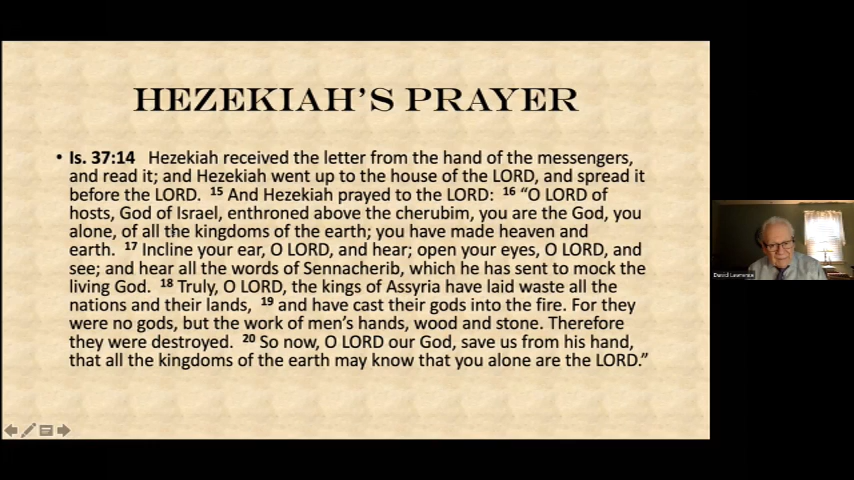 HEZEKIAH'S PRAYER
• Is. 37:14 Hezekiah received the letter from the hand of the messengers,
and read it; and Hezekiah went up to the house of the LORD, and spread it
before the LORD. 15 And Hezekiah prayed to the LORD: 16 “O LORD of
hosts, God of Israel, enthroned above the cherubim, you are the God, you
alone, of all the kingdoms of the earth; you have made heaven and
earth. 17 Incline your ear, O LORD, and hear; open your eyes, O LORD, and
see; and hear all the words of Sennacherib, which he has sent to mock the
living God. 18 Truly, O LORD, the kings of Assyria have laid waste all the
nations and their lands, 19 and have cast their gods into the fire. For they
were no gods, but the work of men’s hands, wood and stone. Therefore
they were destroyed. 20 So now, O LORD our God, save us from his hand,
that all the kingdoms of the earth may know that you alone are the LORD.”
David Lawrence